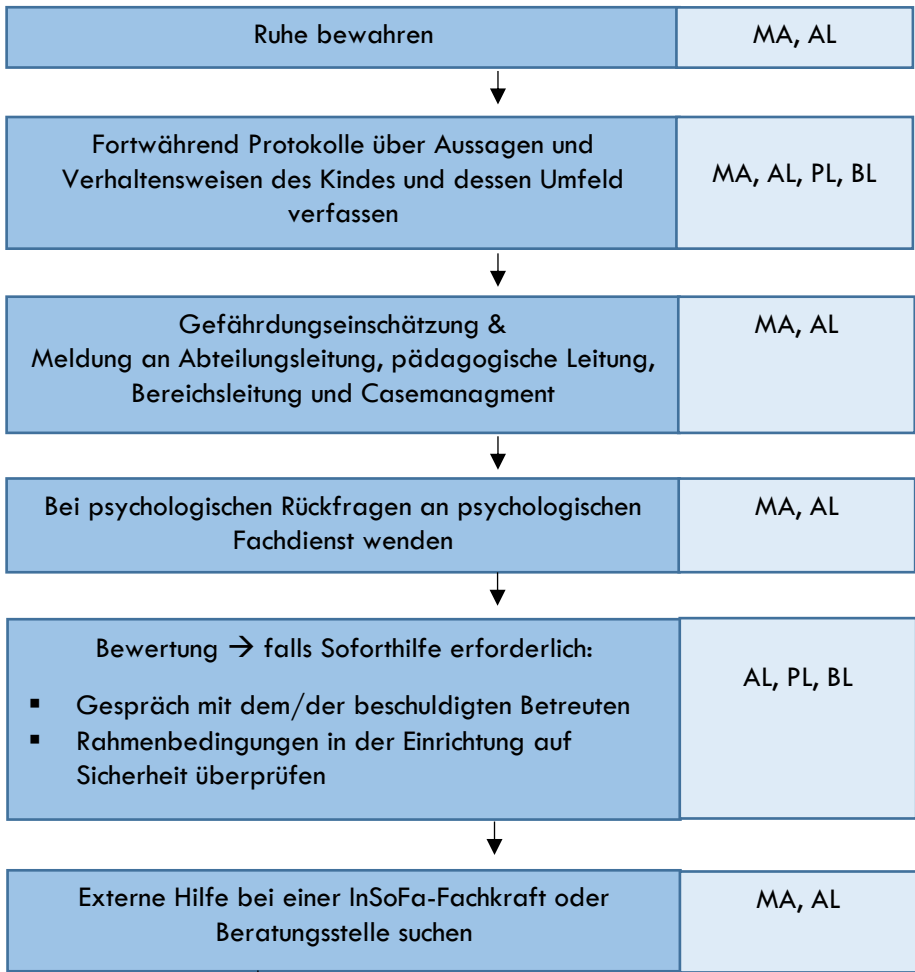 Ruhe bewahren
MA, AL
Fortwährend Protokolle über Aussagen und
Verhaltensweisen des Kindes und dessen Umfeld
verfassen
MA, AL, PL, BL
Gefährdungseinschätzung &
Meldung an Abteilungsleitung, pädagogische Leitung,
Bereichsleitung und Casemanagment
MA, AL
Bei psychologischen Rückfragen an psychologischen
Fachdienst wenden
MA, AL
Bewertung → falls Soforthilfe erforderlich:
▪ Gespräch mit dem/der beschuldigten Betreuten
▪ Rahmenbedingungen in der Einrichtung auf
Sicherheit überprüfen
AL, PL, BL
Externe Hilfe bei einer InSoFa-Fachkraft oder
Beratungsstelle suchen
MA, AL